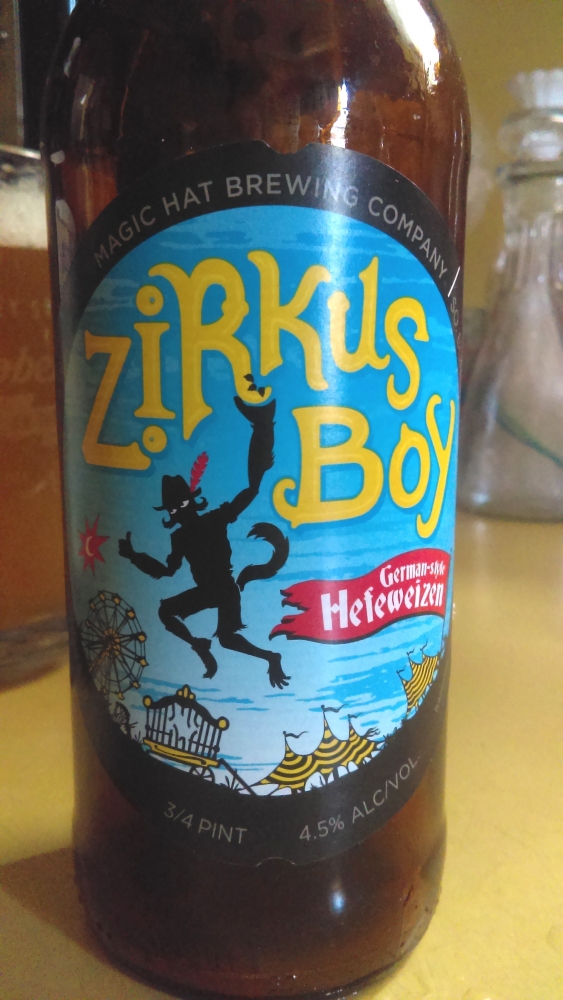 MAGIC HAT BREWING COMPANY
ZiRKuS
BOY
German-style
Hefeweizen
3/4 PINT
4.5% ALC/VOL.